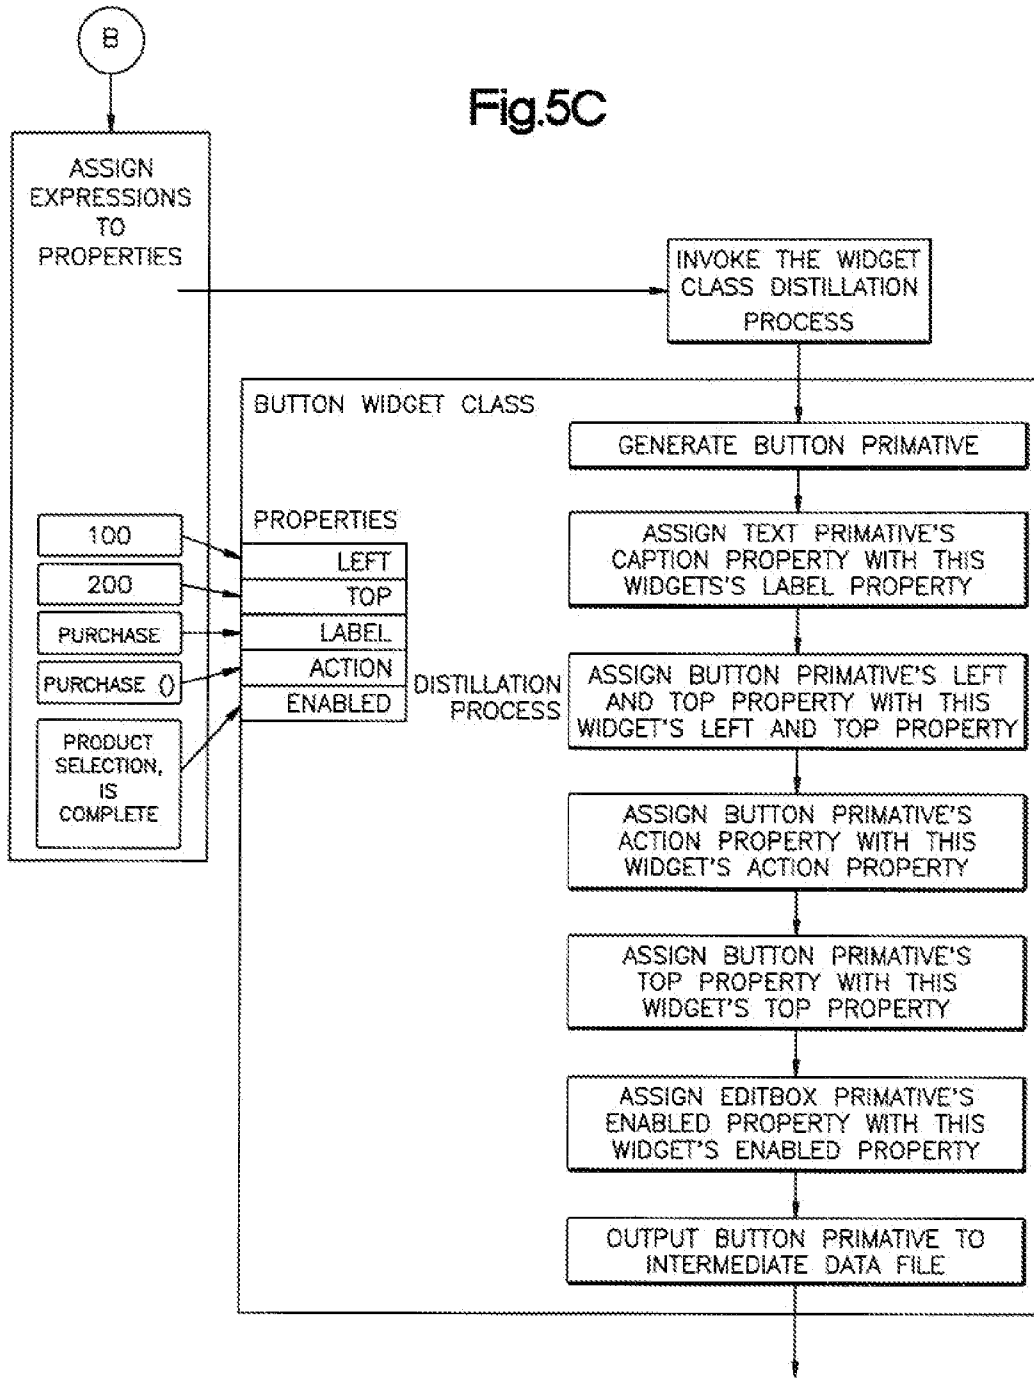 B
Fig.5C
ASSIGN
EXPRESSIONS
TO
PROPERTIES
INVOKE THE WIDGET
CLASS DISTILLATION
PROCESS
BUTTON WIDGET CLASS
GENERATE BUTTON PRIMATIVE
PROPERTIES
100
200
PURCHASE
PURCHASE ()
PRODUCT
SELECTION,
IS
COMPLETE
LEFT
TOP
LABEL
ACTION
ENABLED
DISTILLATION
PROCESS
ASSIGN TEXT PRIMATIVE'S
CAPTION PROPERTY WITH THIS
WIDGETS'S LABEL PROPERTY
ASSIGN BUTTON PRIMATIVE'S LEFT
AND TOP PROPERTY WITH THIS
WIDGET'S LEFT AND TOP PROPERTY
ASSIGN BUTTON PRIMATIVE'S
ACTION PROPERTY WITH THIS
WIDGET'S ACTION PROPERTY
ASSIGN BUTTON PRIMATIVE'S
TOP PROPERTY WITH THIS
WIDGET'S TOP PROPERTY
ASSIGN EDITBOX PRIMATIVE'S
ENABLED PROPERTY WITH THIS
WIDGET'S ENABLED PROPERTY
OUTPUT BUTTON PRIMATIVE TO
INTERMEDIATE DATA FILE